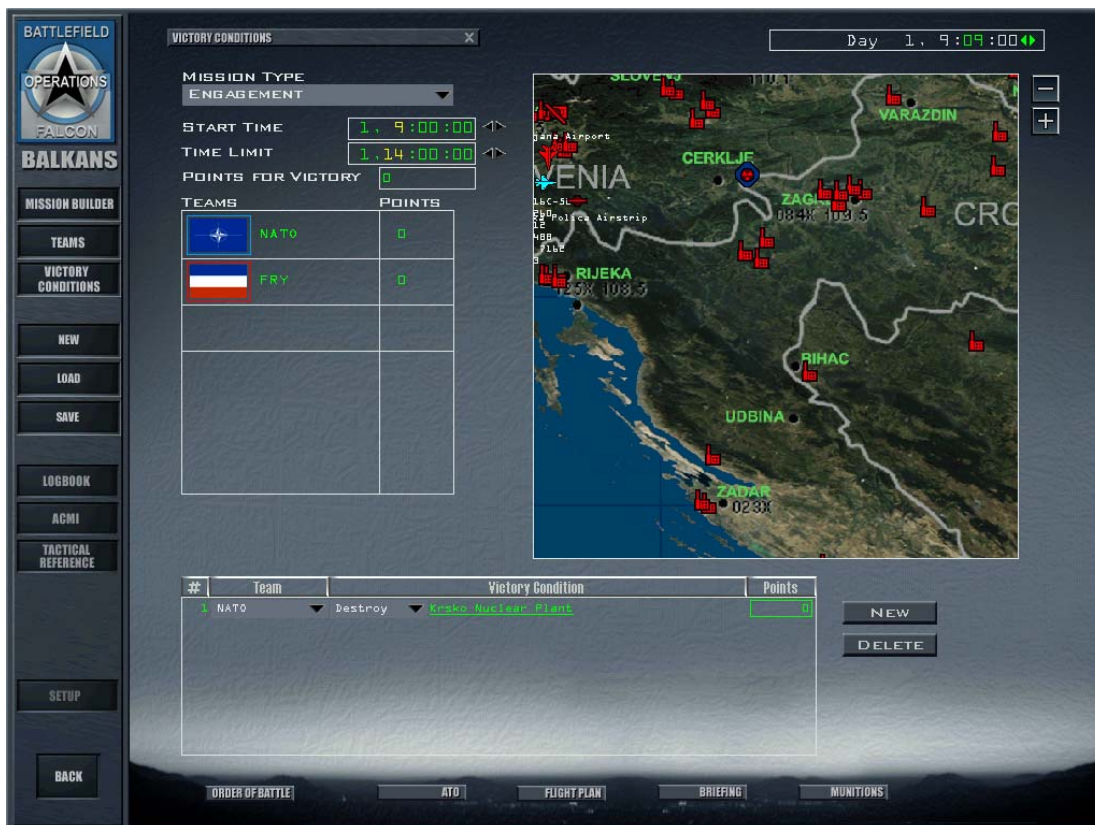 BATTLEFIELD
OPERATIONS
FALCON
BALKANS
MISSION BUILDER
TEAMS
VICTORY
CONDITIONS
NEW
LOAD
SAVE
LOGBOOK
ACMI
TACTICAL
REFERENCE
SETUP
BACK
VICTORY CONDITIONS X
MISSION TYPE
ENGAGEMENT
START TIME 1, 9:00:00
TIME LIMIT 1,14:00:00
POINTS FOR VICTORY 0
TEAMS POINTS
NATO 0
FRY 0
Day 1, 9:09:00
VARAZDIN
CERKLJE
Airport
VENIA
CRO
Airstrip
RIJEKA
108.5
BIHAC
UDBINA
ZADAR
023X
# Team Victory Condition Points
1 NATO Destroy Krsko Nuclear Plant 0
NEW
DELETE
ORDER OF BATTLE ATO FLIGHT PLAN BRIEFING MUNITIONS